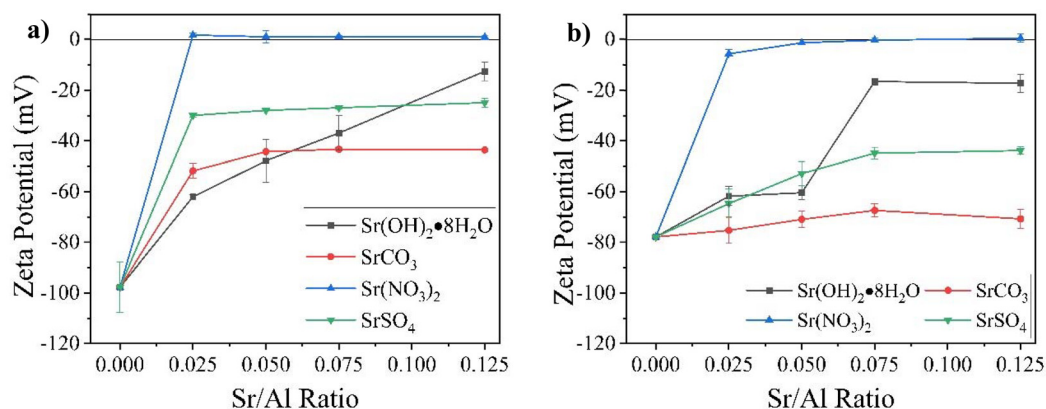 a)
Zeta Potential (mV)
0
-20
-40
-60
-80
-100
-120
Sr(OH)₂●8H₂O
SrCO₃
Sr(NO₃)₂
SrSO₄
0.000 0.025 0.050 0.075 0.100 0.125
Sr/Al Ratio
b)
Zeta Potential (mV)
0
-20
-40
-60
-80
-100
-120
Sr(OH)₂●8H₂O SrCO₃
Sr(NO₃)₂ SrSO₄
0.000 0.025 0.050 0.075 0.100 0.125
Sr/Al Ratio